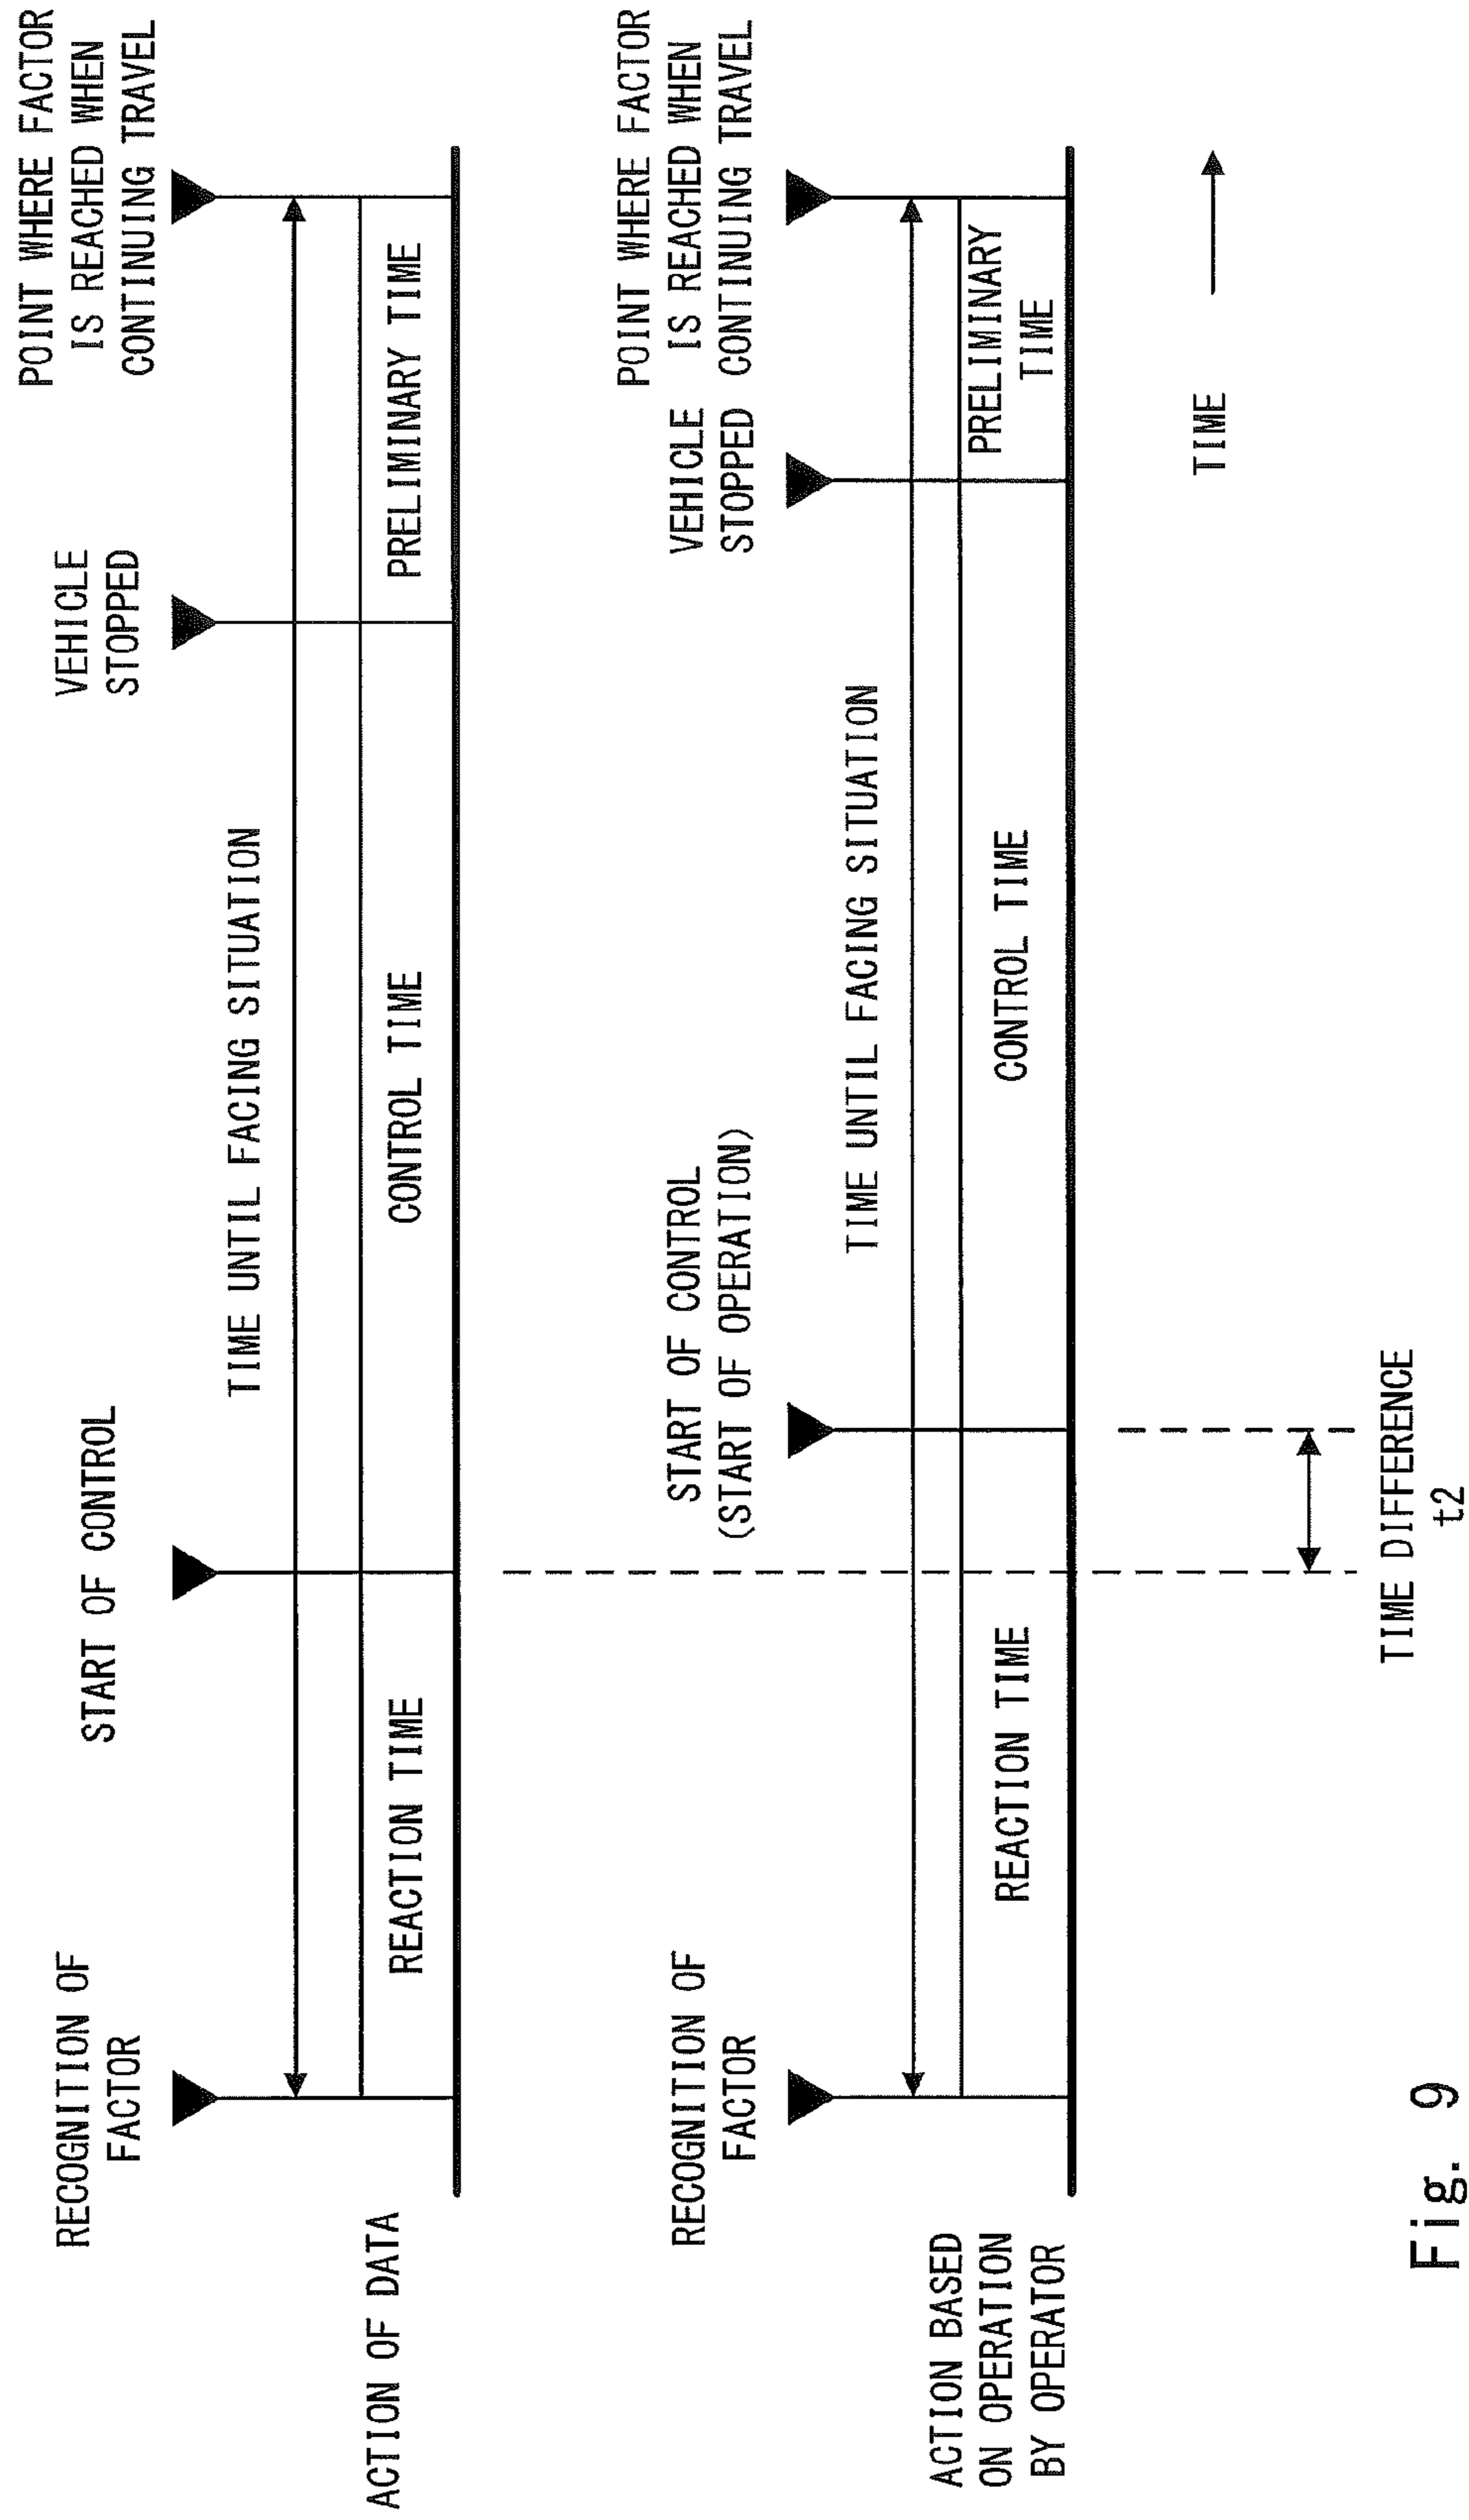 RECOGNITION OF
FACTOR
START OF CONTROL
VEHICLE
STOPPED
POINT WHERE FACTOR
IS REACHED WHEN
CONTINUING TRAVEL
TIME UNTIL FACING SITUATION
ACTION OF DATA
REACTION TIME
CONTROL TIME
PRELIMINARY TIME
RECOGNITION OF
FACTOR
START OF CONTROL
(START OF OPERATION)
VEHICLE
STOPPED
POINT WHERE FACTOR
IS REACHED WHEN
CONTINUING TRAVEL
TIME UNTIL FACING SITUATION
ACTION BASED
ON OPERATION
BY OPERATOR
REACTION TIME
CONTROL TIME
PRELIMINARY
TIME
TIME
TIME DIFFERENCE
t2
Fig. 9